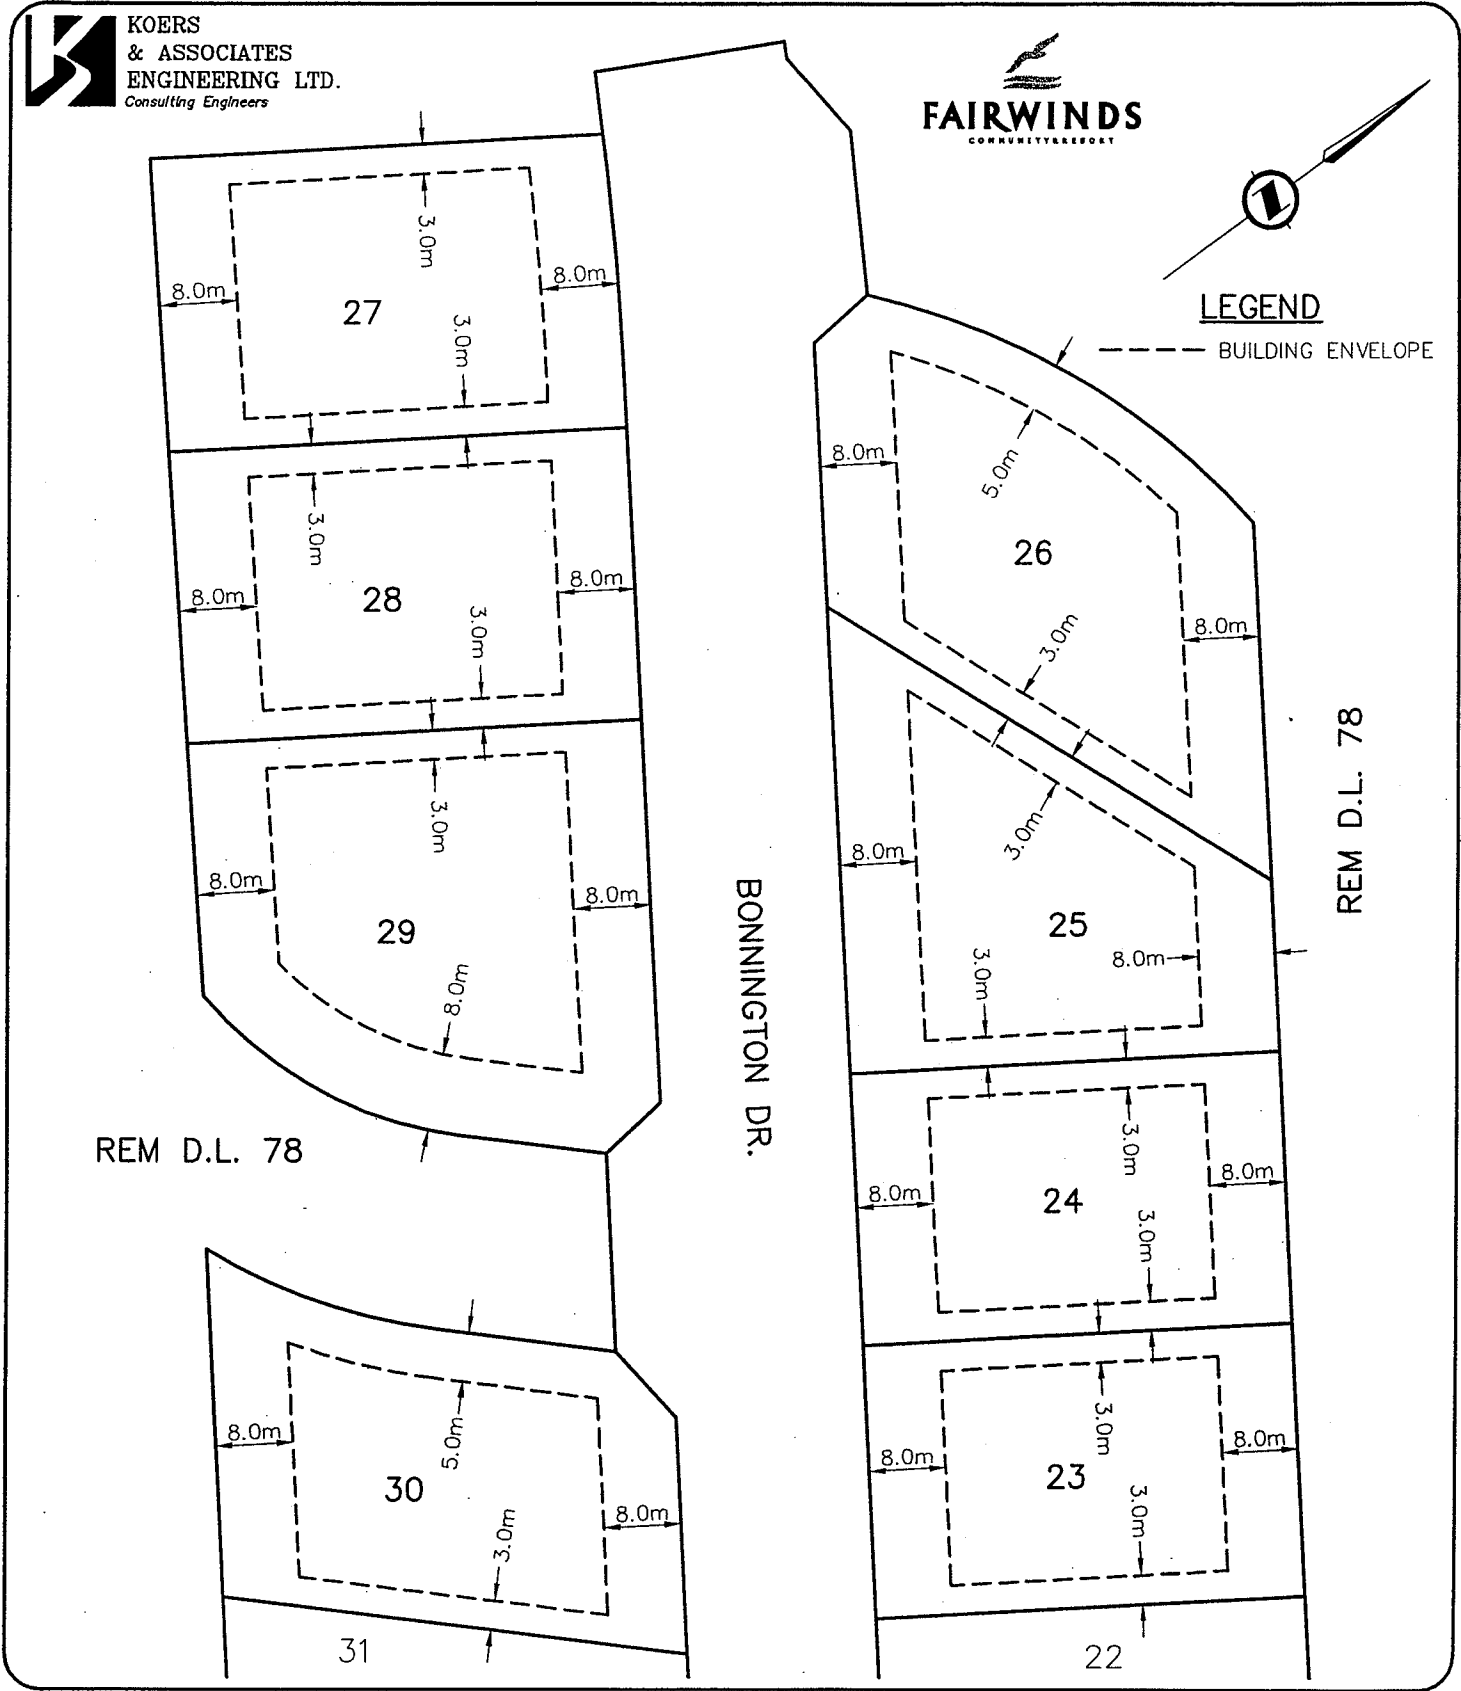 KOERS
& ASSOCIATES
ENGINEERING LTD.
Consulting Engineers
FAIRWINDS
COMMUNITY & RESORT
LEGEND
BUILDING ENVELOPE
3.0m
8.0m
8.0m
27
3.0m
3.0m
8.0m
8.0m
28
3.0m
3.0m
8.0m
8.0m
29
8.0m
REM D.L. 78
BONNINGTON DR.
8.0m
5.0m
26
3.0m
8.0m
REM D.L. 78
3.0m
8.0m
25
3.0m
8.0m
3.0m
8.0m
8.0m
24
3.0m
3.0m
8.0m
8.0m
23
3.0m
22
8.0m
5.0m
30
3.0m
8.0m
31